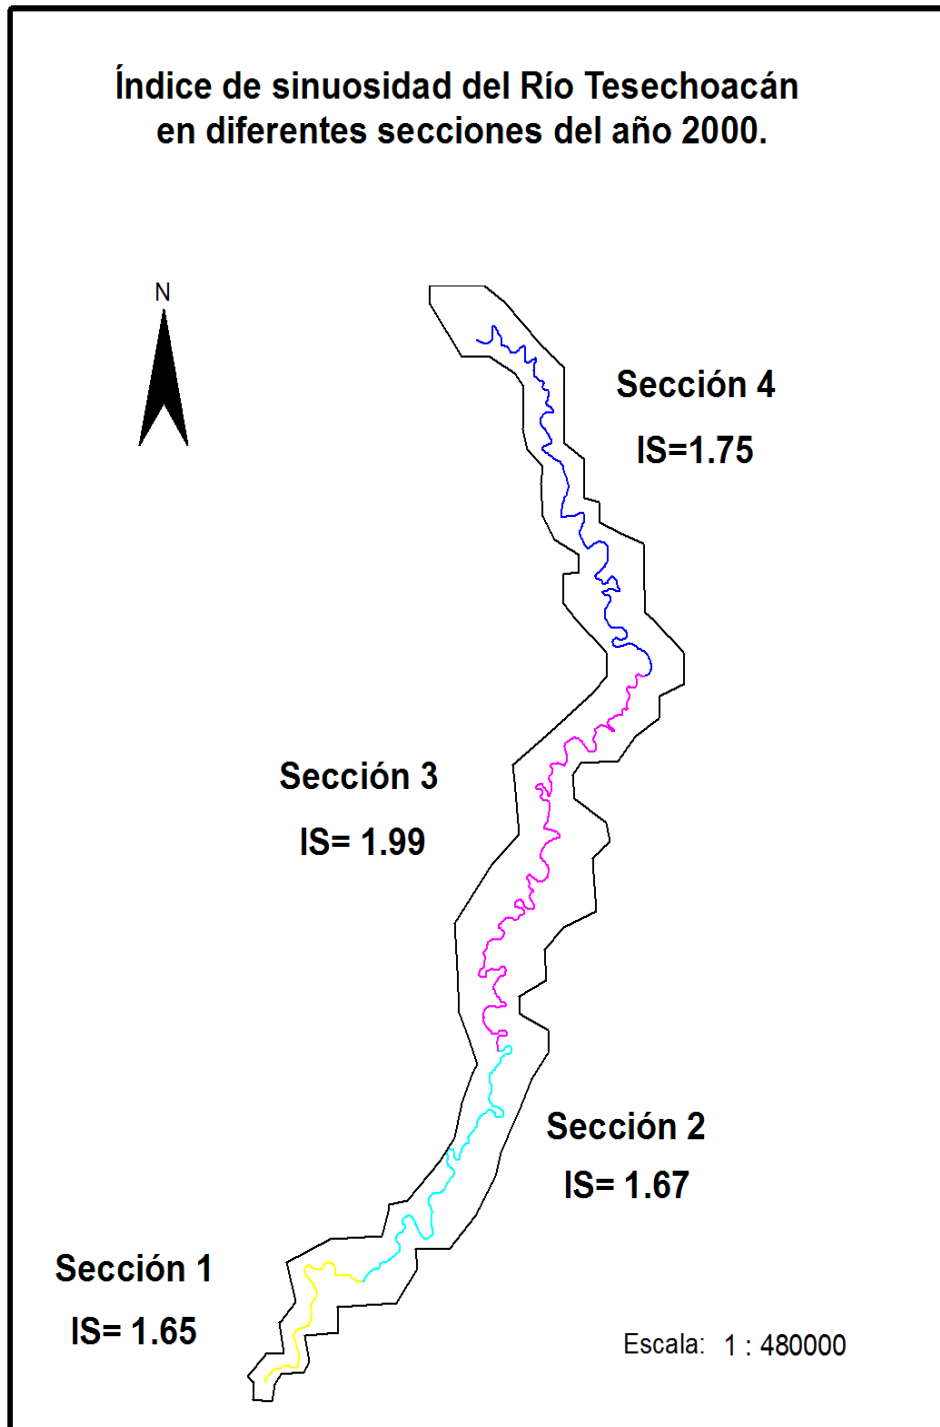 Índice de sinuosidad del Río Tesechoacán
en diferentes secciones del año 2000.
N
Sección 4
IS=1.75
Sección 3
IS= 1.99
Sección 2
IS= 1.67
Sección 1
IS= 1.65
Escala: 1 : 480000